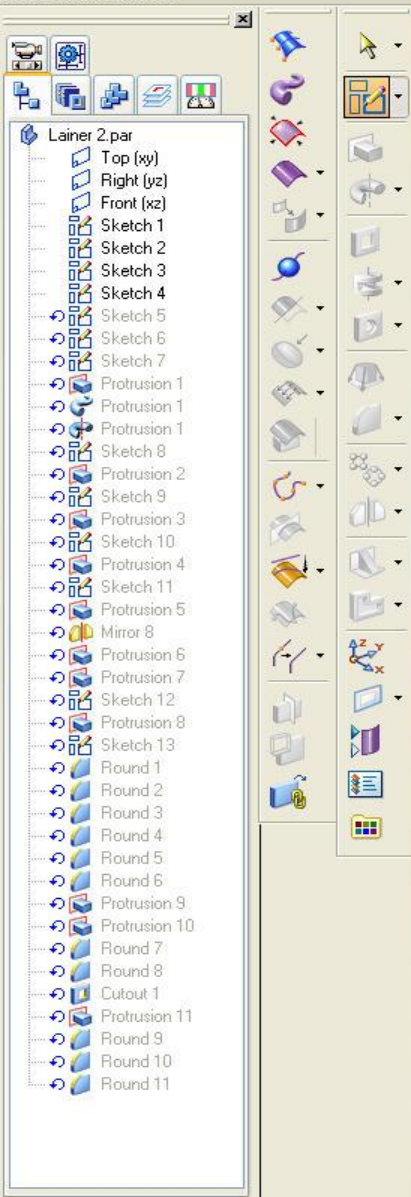 Lainer 2.par
Top (xy)
Right (yz)
Front (xz)
Sketch 1
Sketch 2
Sketch 3
Sketch 4
Sketch 5
Sketch 6
Sketch 7
Protrusion 1
Protrusion 1
Protrusion 1
Sketch 8
Protrusion 2
Sketch 9
Protrusion 3
Sketch 10
Protrusion 4
Sketch 11
Protrusion 5
Mirror 8
Protrusion 6
Protrusion 7
Sketch 12
Protrusion 8
Sketch 13
Round 1
Round 2
Round 3
Round 4
Round 5
Round 6
Protrusion 9
Protrusion 10
Round 7
Round 8
Cutout 1
Protrusion 11
Round 9
Round 10
Round 11
z
y
x